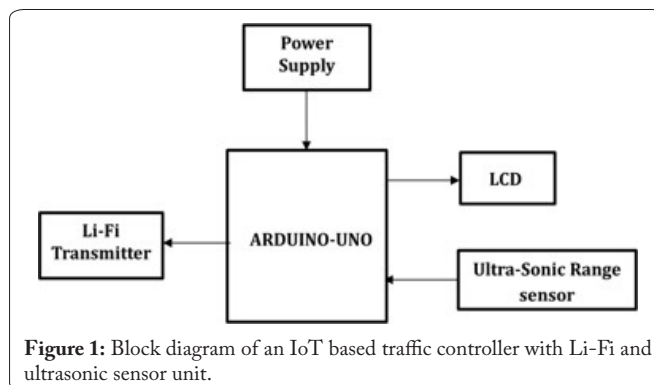 Power
Supply
LCD
Li-Fi
Transmitter
ARDUINO-UNO
Ultra-Sonic Range
sensor
Figure 1: Block diagram of an IoT based traffic controller with Li-Fi and
ultrasonic sensor unit.